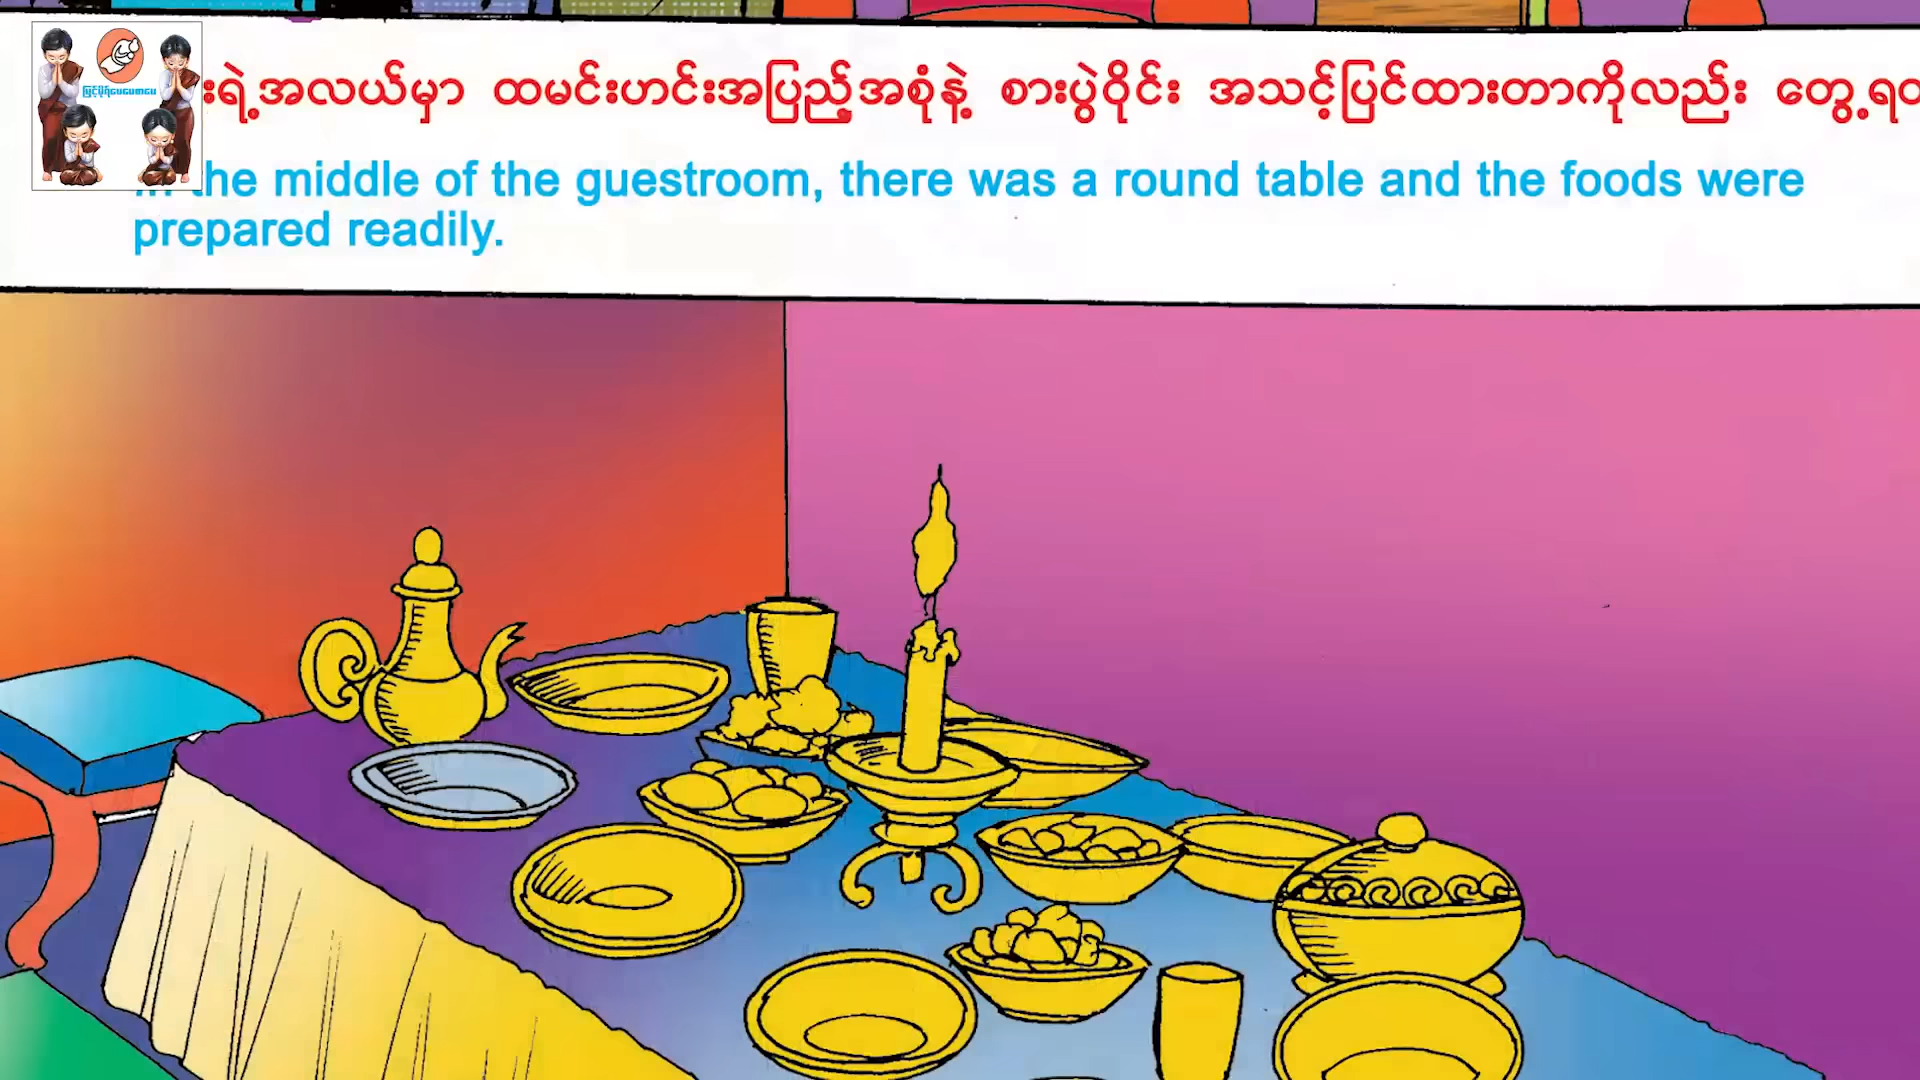 ရဲ့အလယ်မှာ ထမင်းဟင်းအပြည့်အစုံနဲ့ စားပွဲဝိုင်း အသင့်ပြင်ထားတာကိုလည်း တွေ့ရ
the middle of the guestroom, there was a round table and the foods were
prepared readily.